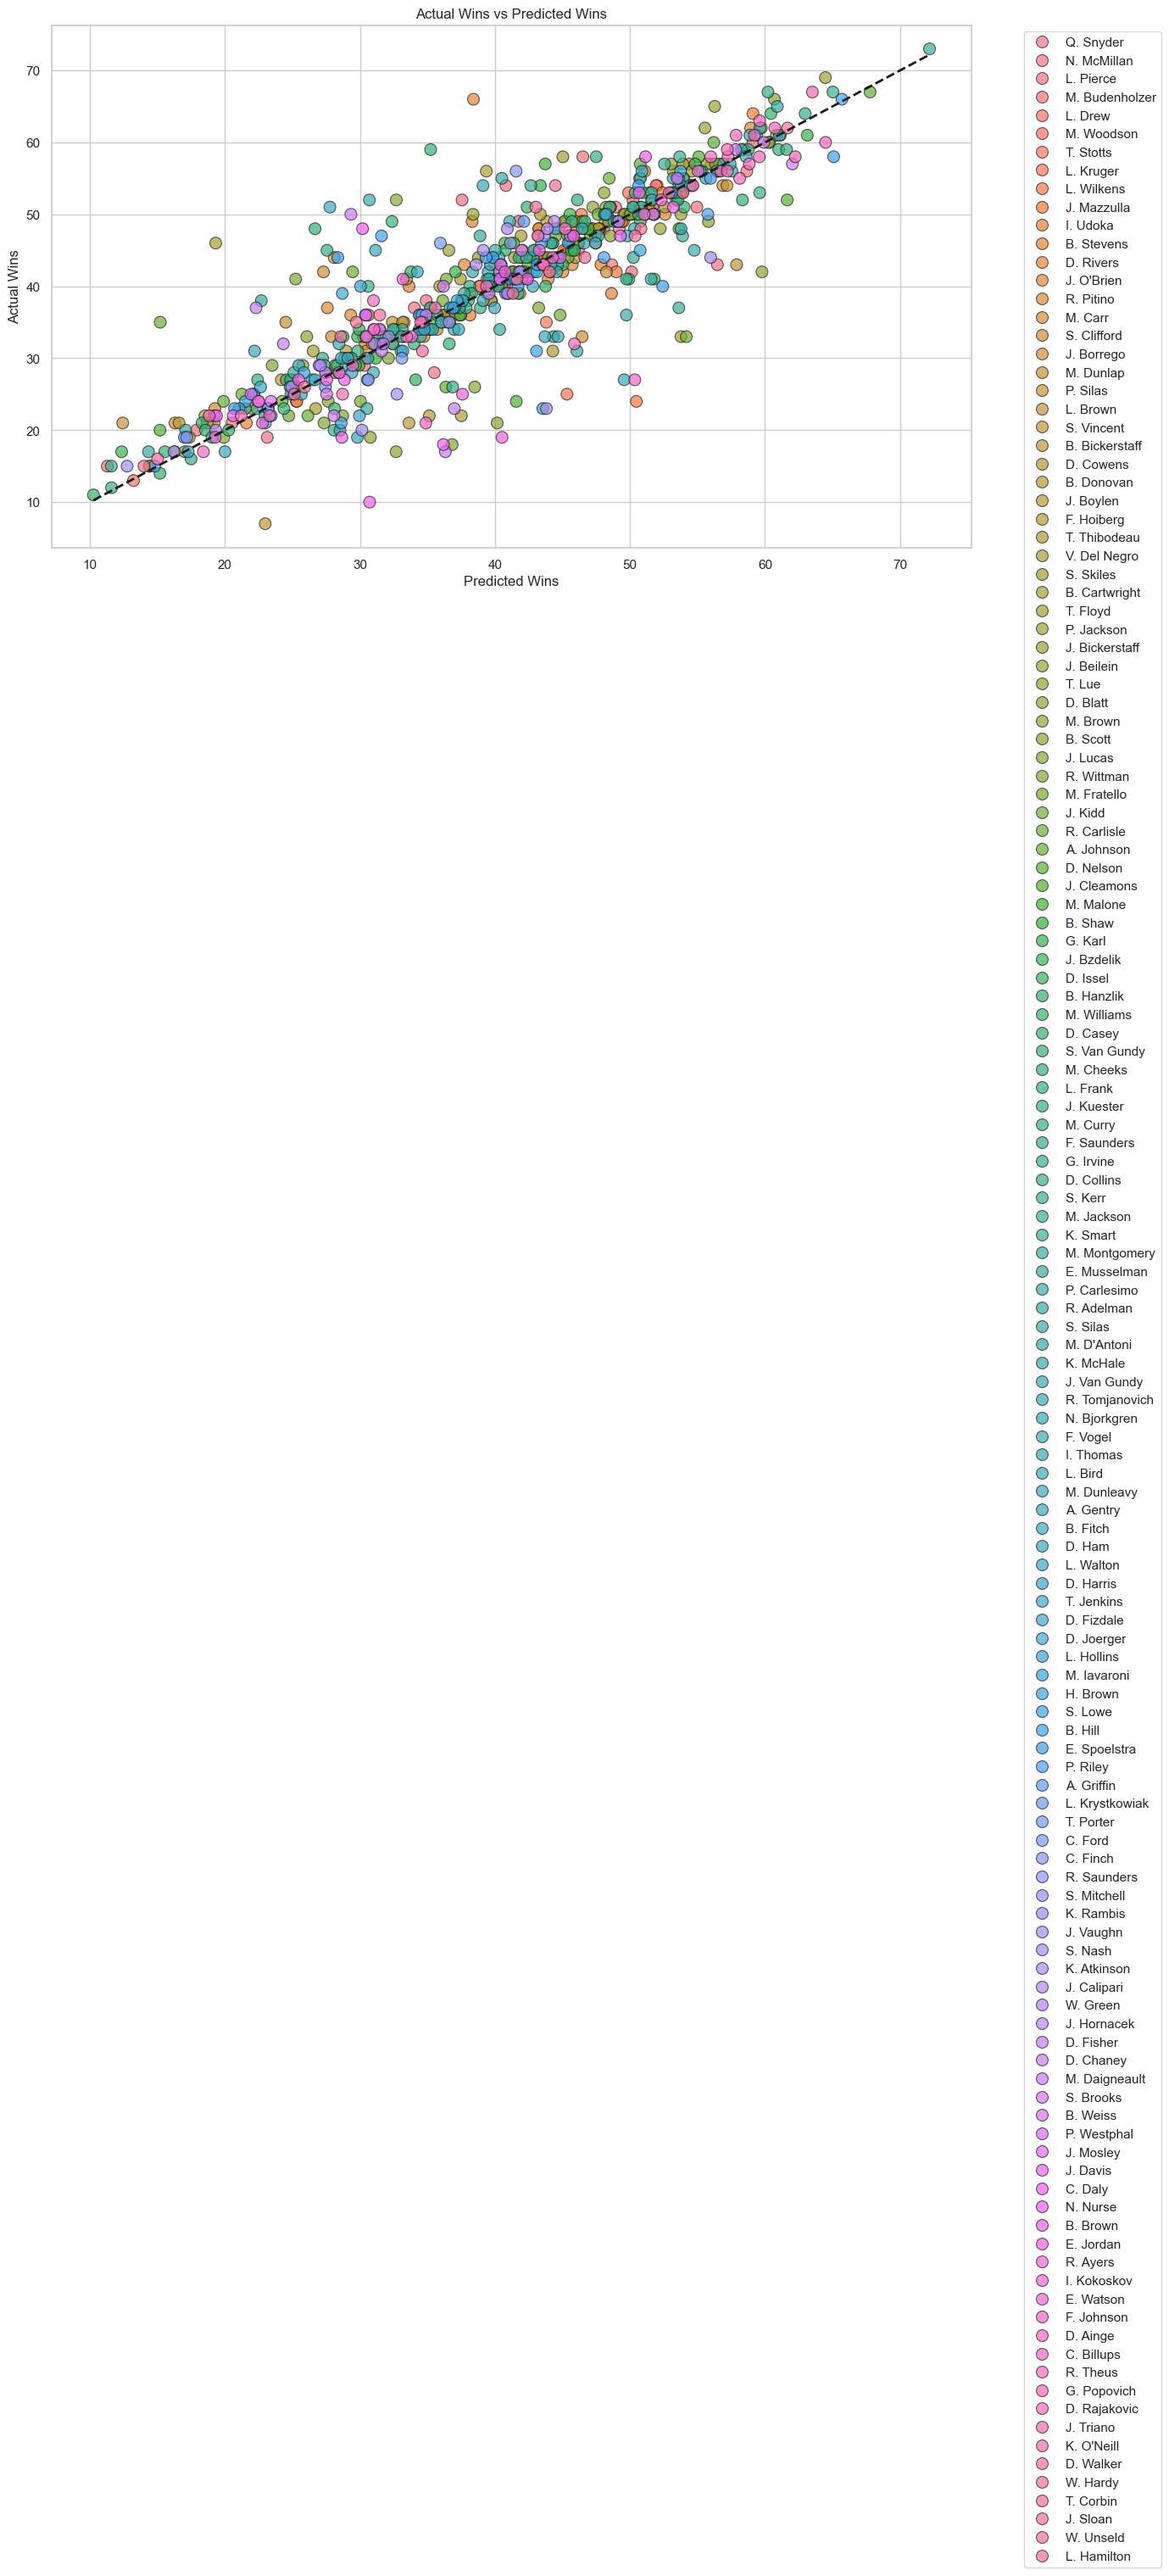 Actual Wins vs Predicted Wins
Actual Wins
70
60
50
40
30
20
10
10
20
30
40
50
60
70
Predicted Wins
Q. Snyder
N. McMillan
L. Pierce
M. Budenholzer
L. Drew
M. Woodson
T. Stotts
L. Kruger
L. Wilkens
J. Mazzulla
I. Udoka
B. Stevens
D. Rivers
J. O'Brien
R. Pitino
M. Carr
S. Clifford
J. Borrego
M. Dunlap
P. Silas
L. Brown
S. Vincent
B. Bickerstaff
D. Cowens
B. Donovan
J. Boylen
F. Hoiberg
T. Thibodeau
V. Del Negro
S. Skiles
B. Cartwright
T. Floyd
P. Jackson
J. Bickerstaff
J. Beilein
T. Lue
D. Blatt
M. Brown
B. Scott
J. Lucas
R. Wittman
M. Fratello
J. Kidd
R. Carlisle
A. Johnson
D. Nelson
J. Cleamons
M. Malone
B. Shaw
G. Karl
J. Bzdelik
D. Issel
B. Hanzlik
M. Williams
D. Casey
S. Van Gundy
M. Cheeks
L. Frank
J. Kuester
M. Curry
F. Saunders
G. Irvine
D. Collins
S. Kerr
M. Jackson
K. Smart
M. Montgomery
E. Musselman
P. Carlesimo
R. Adelman
S. Silas
M. D'Antoni
K. McHale
J. Van Gundy
R. Tomjanovich
N. Bjorkgren
F. Vogel
I. Thomas
L. Bird
M. Dunleavy
A. Gentry
B. Fitch
D. Ham
L. Walton
D. Harris
T. Jenkins
D. Fizdale
D. Joerger
L. Hollins
M. Iavaroni
H. Brown
S. Lowe
B. Hill
E. Spoelstra
P. Riley
A. Griffin
L. Krystkowiak
T. Porter
C. Ford
C. Finch
R. Saunders
S. Mitchell
K. Rambis
J. Vaughn
S. Nash
K. Atkinson
J. Calipari
W. Green
J. Hornacek
D. Fisher
D. Chaney
M. Daigneault
S. Brooks
B. Weiss
P. Westphal
J. Mosley
J. Davis
C. Daly
N. Nurse
B. Brown
E. Jordan
R. Ayers
I. Kokoskov
E. Watson
F. Johnson
D. Ainge
C. Billups
R. Theus
G. Popovich
D. Rajakovic
J. Triano
K. O'Neill
D. Walker
W. Hardy
T. Corbin
J. Sloan
W. Unseld
L. Hamilton